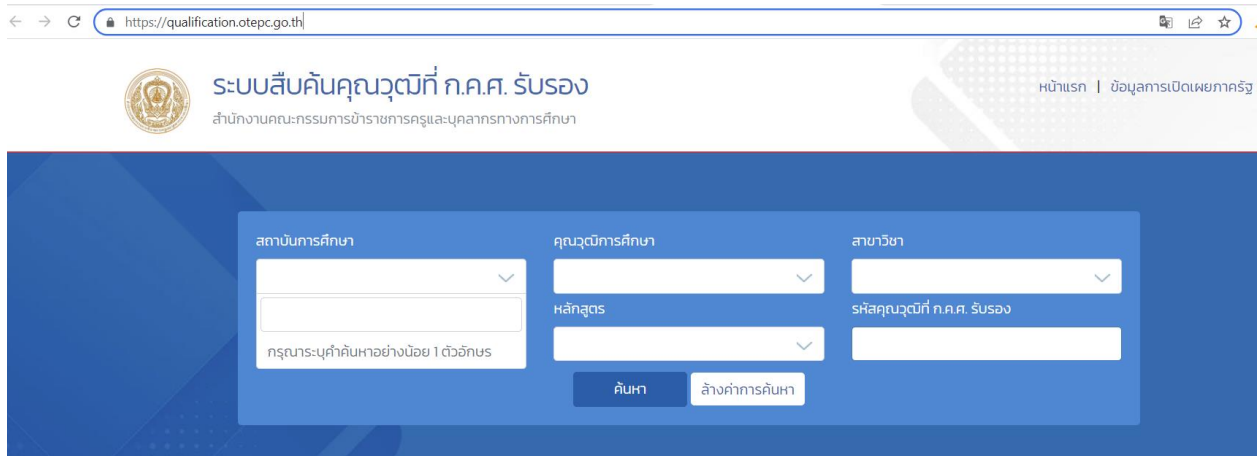 https://qualification.otepc.go.th
ระบบสืบค้นคุณวุฒิที่ ก.ค.ศ. รับรอง
สำนักงานคณะกรรมการข้าราชการครูและบุคลากรทางการศึกษา
หน้าแรก | ข้อมูลการเปิดเผยภาครัฐ
สถาบันการศึกษา
คุณวุฒิการศึกษา
สาขาวิชา
หลักสูตร
รหัสคุณวุฒิที่ ก.ค.ศ. รับรอง
กรุณาระบุคำค้นหาอย่างน้อย 1 ตัวอักษร
ค้นหา
ล้างค่าการค้นหา